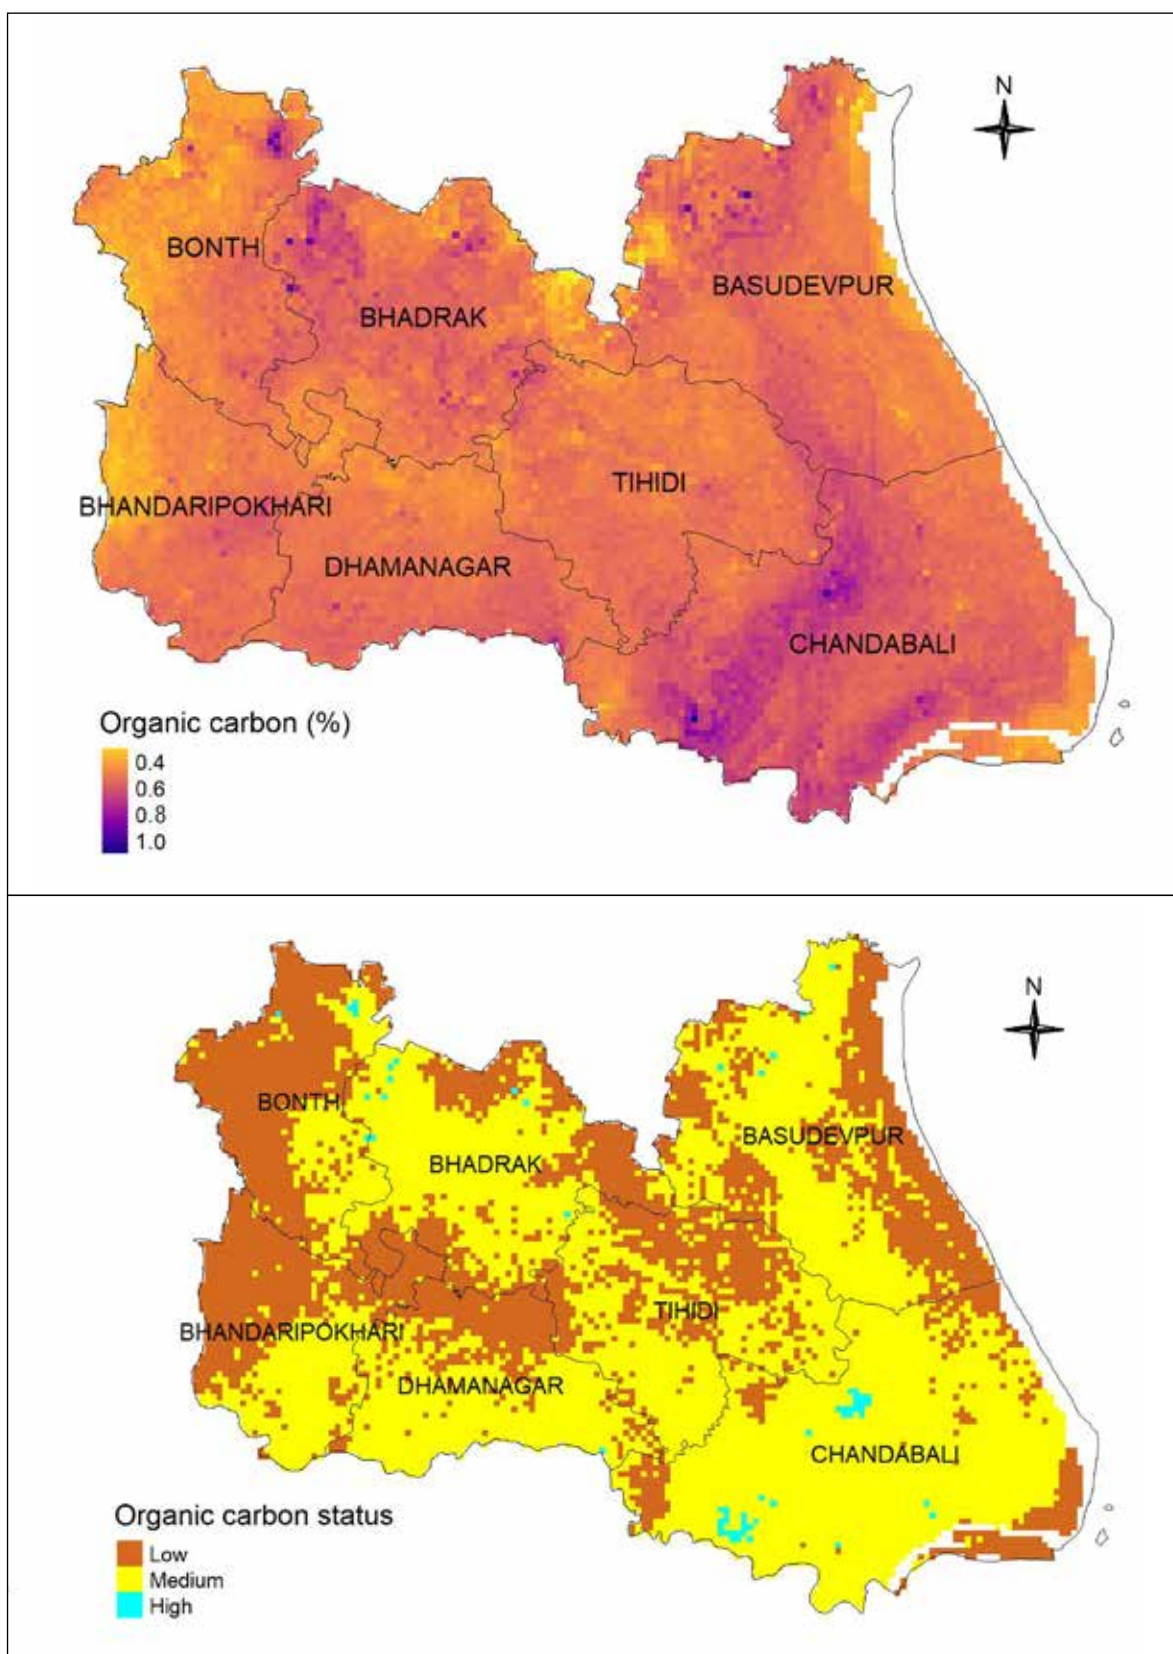 N
BONTH
BASUDEVPUR
BHADRAK
TIHIDI
BHANDARIPOKHARI
DHAMANAGAR
CHANDABALI
Organic carbon (%)
0.4
0.6
0.8
1.0
N
BONTH
BASUDEVPUR
BHADRAK
TIHIDI
BHANDARIPOKHARI
DHAMANAGAR
CHANDABALI
Organic carbon status
Low
Medium
High